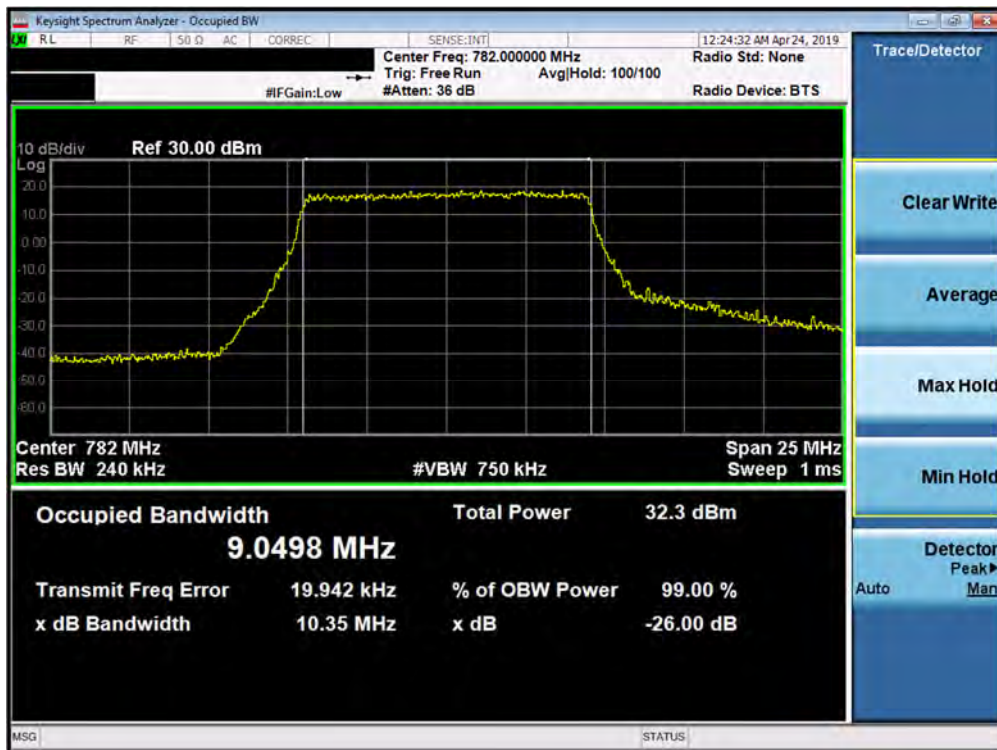 Keysight Spectrum Analyzer - Occupied BW
LXI RL RF 50 Ω AC CORREC SENSE:INT 12:24:32 AM Apr 24, 2019
Center Freq: 782.000000 MHz Radio Std: None
Trig: Free Run Avg|Hold: 100/100
#IFGain:Low #Atten: 36 dB Radio Device: BTS
Trace/Detector
10 dB/div Ref 30.00 dBm
Log
20.0
10.0
0.00
-10.0
-20.0
-30.0
-40.0
-50.0
-60.0
Center 782 MHz Span 25 MHz
Res BW 240 kHz #VBW 750 kHz Sweep 1 ms
Clear Write
Average
Max Hold
Min Hold
Detector
Peak▶
Auto Man
Occupied Bandwidth Total Power 32.3 dBm
9.0498 MHz
Transmit Freq Error 19.942 kHz % of OBW Power 99.00 %
x dB Bandwidth 10.35 MHz x dB -26.00 dB
MSG STATUS